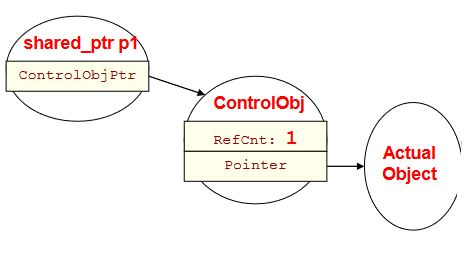 shared_ptr p1
ControlObjPtr
ControlObj
RefCnt: 1
Pointer
Actual
Object